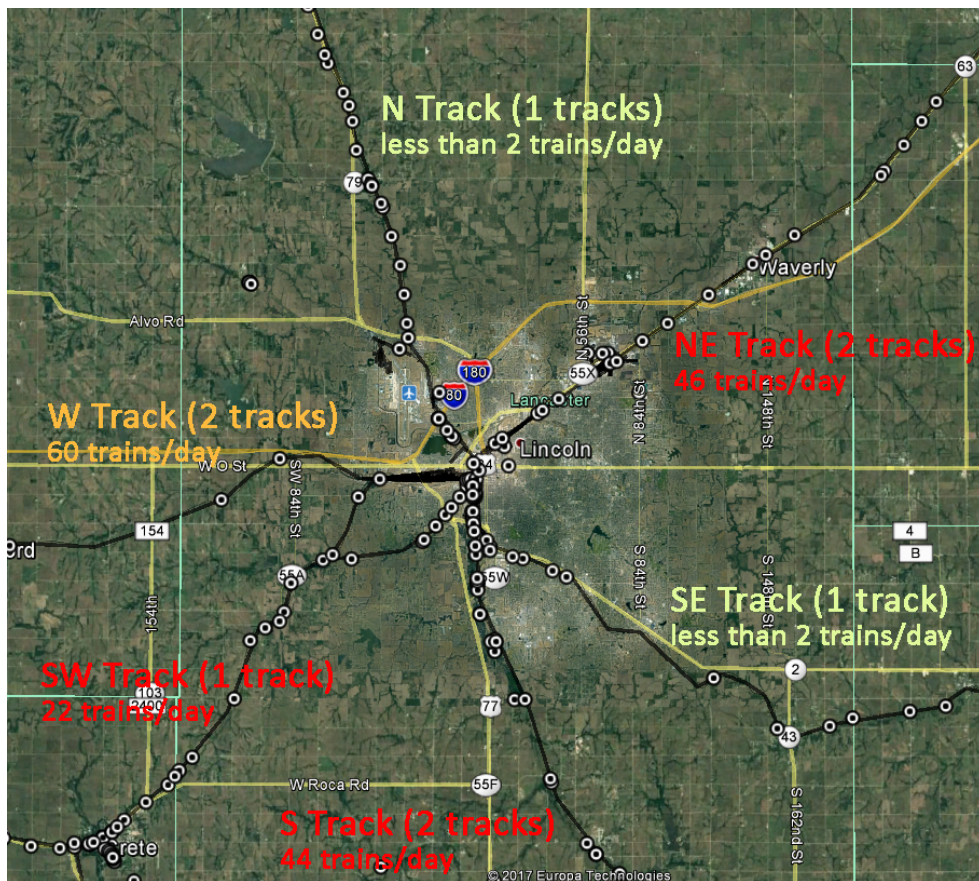 63
N Track (1 tracks)
less than 2 trains/day
79
Waverly
Alvo Rd
N 56th St
NE Track (2 tracks)
46 trains/day
180
55X
80
Lancaster
N 84th St
N 148th St
W Track (2 tracks)
60 trains/day
Lincoln
W O St
SW 84th St
154
4
B
55A
55W
154th
S 84th St
S 148th St
SE Track (1 track)
less than 2 trains/day
SW Track (1 track)
22 trains/day
103
2400
2
77
43
W Roca Rd
55F
S Track (2 tracks)
44 trains/day
S 162nd St
© 2017 Europa Technologies